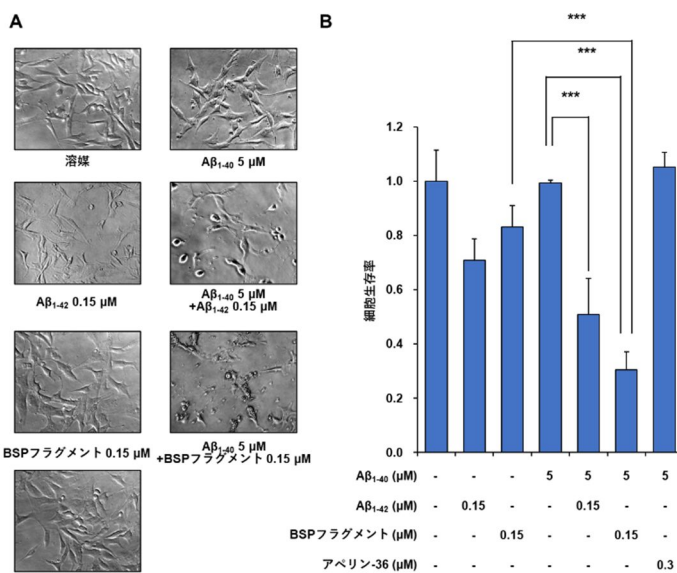 A
溶媒
Aβ₁₋₄₀ 5 μM
Aβ₁₋₄₂ 0.15 μM
Aβ₁₋₄₀ 5 μM
+Aβ₁₋₄₂ 0.15 μM
BSPフラグメント 0.15 μM
Aβ₁₋₄₀ 5 μM
+BSPフラグメント 0.15 μM
B
***
***
***
細胞生存率
1.2
1.0
0.8
0.6
0.4
0.2
0.0
Aβ₁₋₄₀ (μM) - - - 5 5 5 5
Aβ₁₋₄₂ (μM) - 0.15 - - 0.15 - -
BSPフラグメント (μM) - - 0.15 - - 0.15 -
アペリン-36 (μM) - - - - - - 0.3